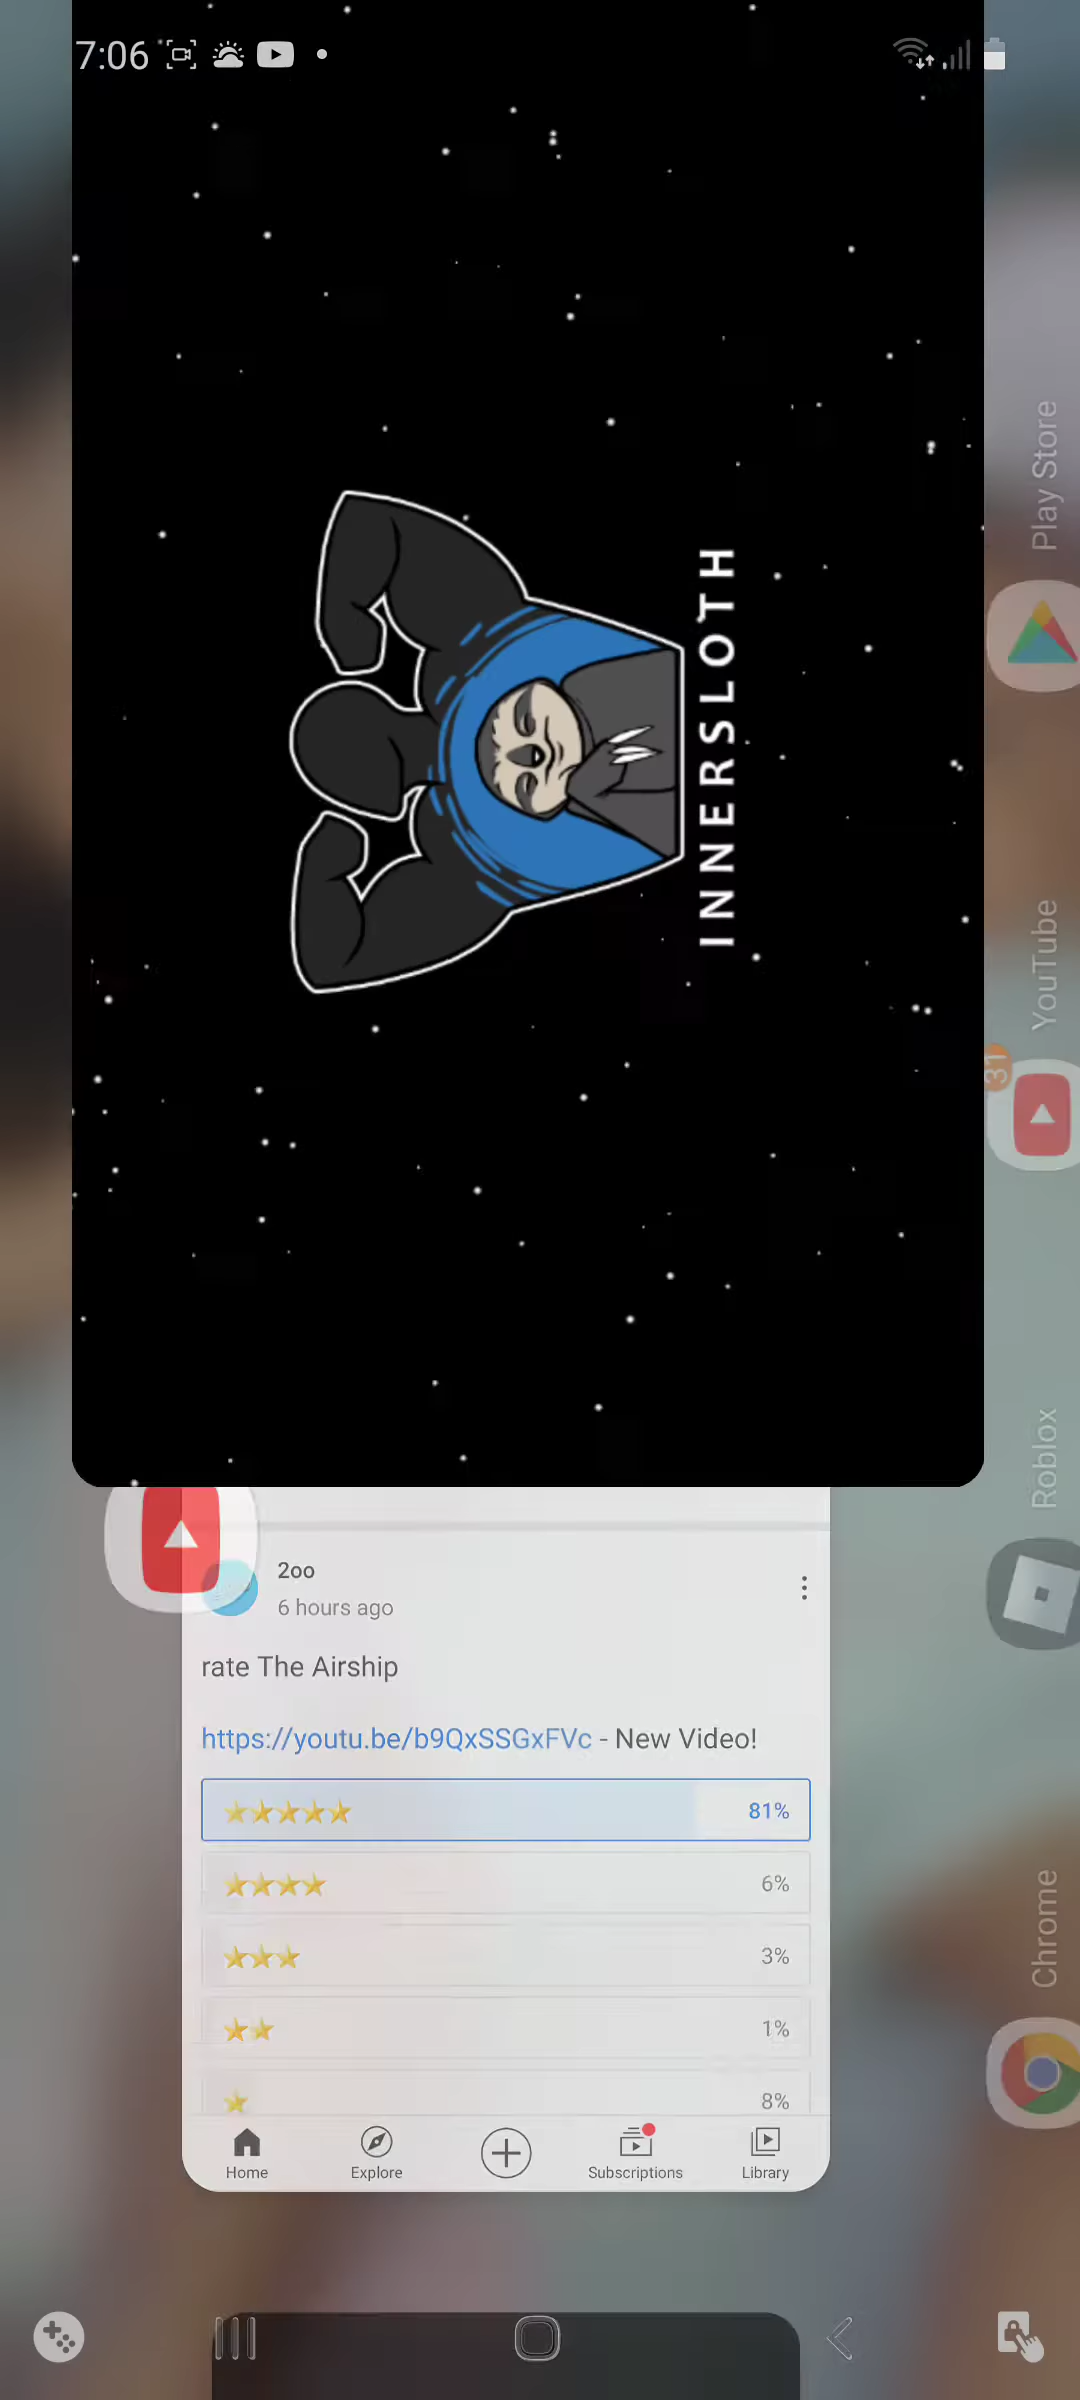 7:06
INNERSLOTH
Play Store
YouTube
31
Roblox
Chrome
2oo
6 hours ago
rate The Airship
https://youtu.be/b9QxSSGxFVc - New Video!
81%
6%
3%
1%
8%
Home
Explore
Subscriptions
Library